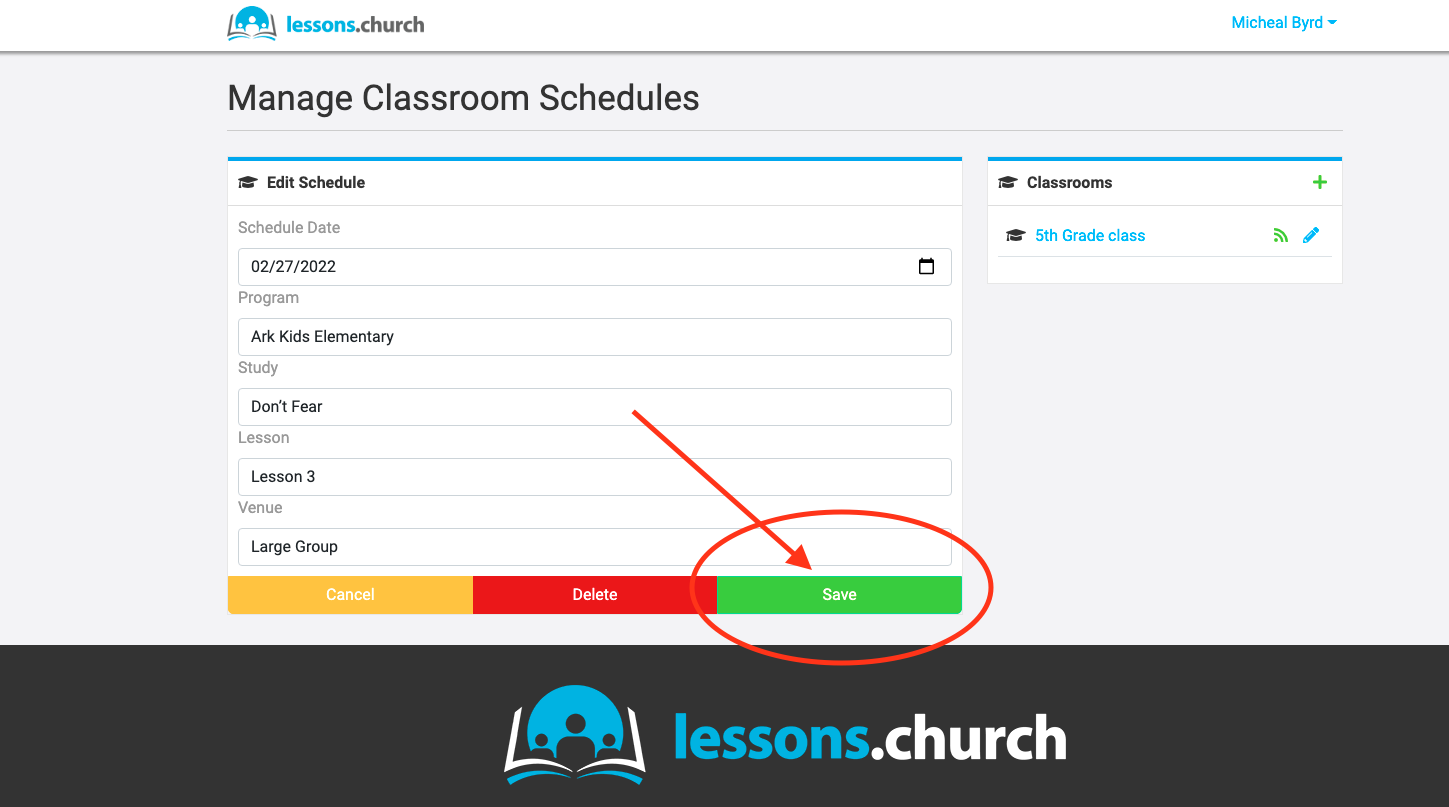 lessons.church
Micheal Byrd
Manage Classroom Schedules
Edit Schedule
Schedule Date
02/27/2022
Program
Ark Kids Elementary
Study
Don’t Fear
Lesson
Lesson 3
Venue
Large Group
Cancel
Delete
Save
Classrooms
5th Grade class
lessons.church